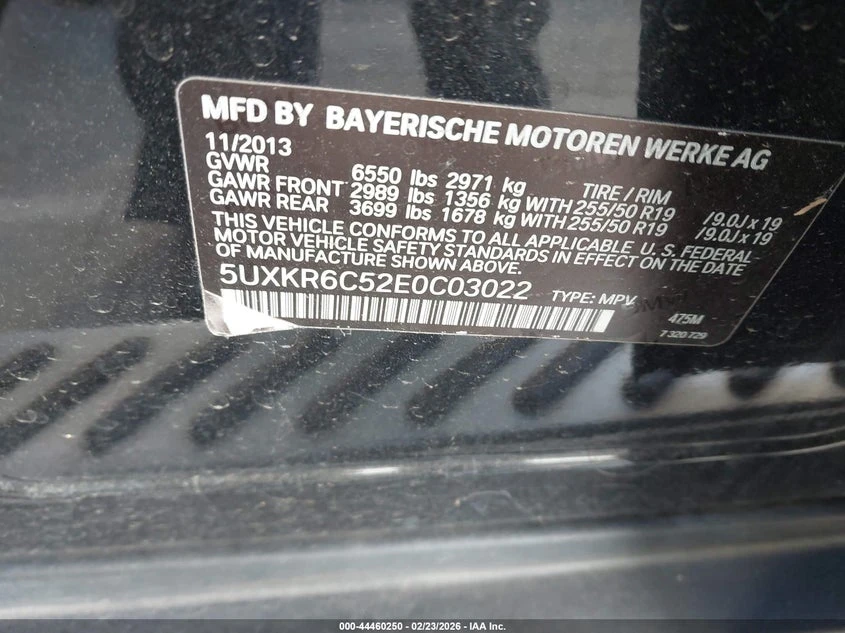 MFD BY BAYERISCHE MOTOREN WERKE AG
11/2013
GVWR 6550 lbs 2971 kg TIRE / RIM
GAWR FRONT 2989 lbs 1356 kg WITH 255/50 R19 /9.0J x 19
GAWR REAR 3699 lbs 1678 kg WITH 255/50 R19 /9.0J x 19
THIS VEHICLE CONFORMS TO ALL APPLICABLE U.S. FEDERAL
MOTOR VEHICLE SAFETY STANDARDS IN EFFECT ON THE DATE
OF MANUFACTURE SHOWN ABOVE.
5UXKR6C52E0C03022 TYPE: MPV
475M
7 320 729
000-44460250 - 02/23/2026 - IAA Inc.